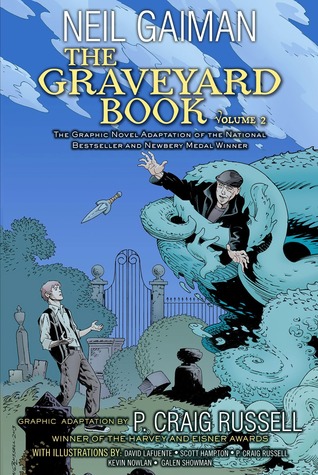 NEIL GAIMAN
THE
GRAVEYARD
BOOK VOLUME 2
THE GRAPHIC NOVEL ADAPTATION OF THE NATIONAL
BESTSELLER AND NEWBERY MEDAL WINNER
GRAPHIC ADAPTATION BY P. CRAIG RUSSELL
WINNER OF THE HARVEY AND EISNER AWARDS
WITH ILLUSTRATIONS BY: DAVID LAFUENTE • SCOTT HAMPTON • P. CRAIG RUSSELL
KEVIN NOWLAN • GALEN SHOWMAN